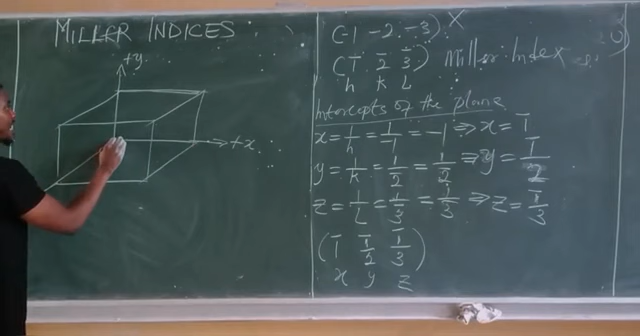 MILLER INDICES
+y
+x
(-1 -2 -3) X
(1̄ 2̄ 3̄) Miller Index
h k L
Intercepts of the plane
x = 1/h = 1/1̄ = -1 ⇒ x = 1̄
y = 1/k = 1/2̄ = 1̄/2 ⇒ y = 1̄/2
z = 1/L = 1/3̄ = 1̄/3 ⇒ z = 1̄/3
(1̄ 1̄/2 1̄/3)
x y z